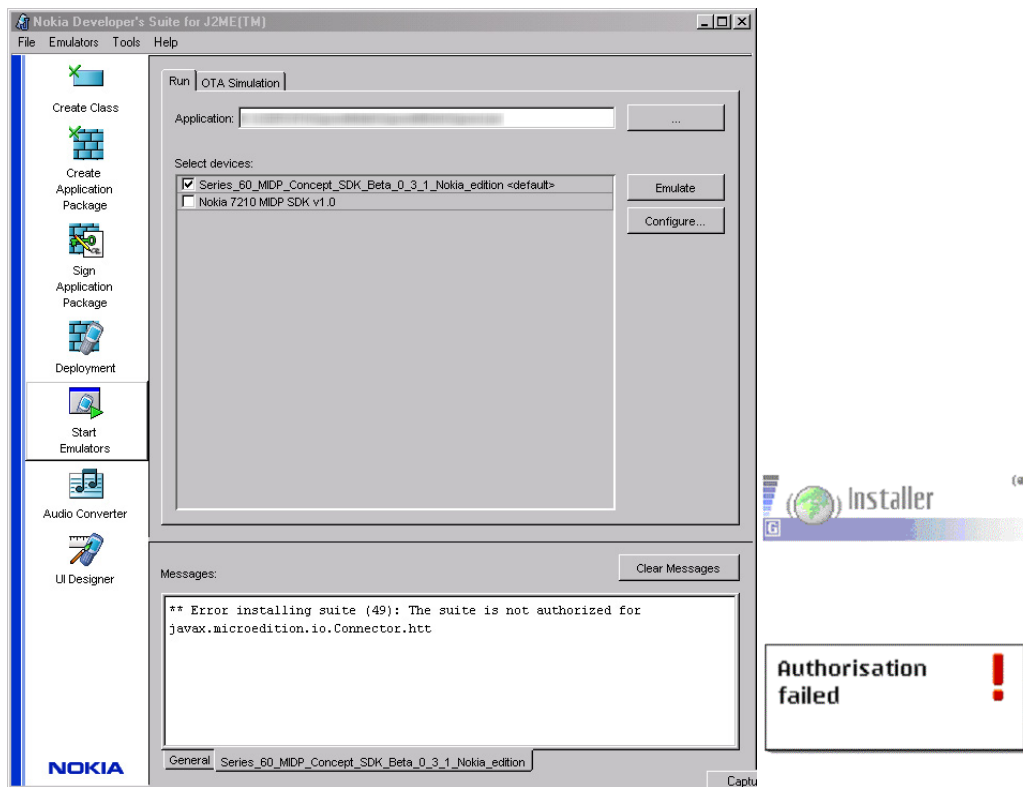 Nokia Developer's Suite for J2ME(TM)
File Emulators Tools Help
Create Class
Create
Application
Package
Sign
Application
Package
Deployment
Start
Emulators
Audio Converter
UI Designer
NOKIA
Run OTA Simulation
Application:
...
Select devices:
Series_60_MIDP_Concept_SDK_Beta_0_3_1_Nokia_edition <default>
Nokia 7210 MIDP SDK v1.0
Emulate
Configure...
Messages:
Clear Messages
** Error installing suite (49): The suite is not authorized for
javax.microedition.io.Connector.htt
General Series_60_MIDP_Concept_SDK_Beta_0_3_1_Nokia_edition
Captu
Installer
G
Authorisation
failed
!